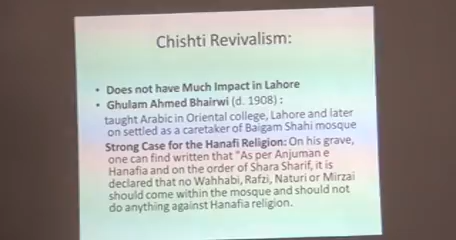 Chishti Revivalism:
• Does not have Much Impact in Lahore
• Ghulam Ahmed Bhairwi (d. 1908) :
taught Arabic in Oriental college, Lahore and later
on settled as a caretaker of Baigam Shahi mosque
Strong Case for the Hanafi Religion: On his grave,
one can find written that "As per Anjuman e
Hanafia and on the order of Shara Sharif, it is
declared that no Wahhabi, Rafzi, Naturi or Mirzai
should come within the mosque and should not
do anything against Hanafia religion.